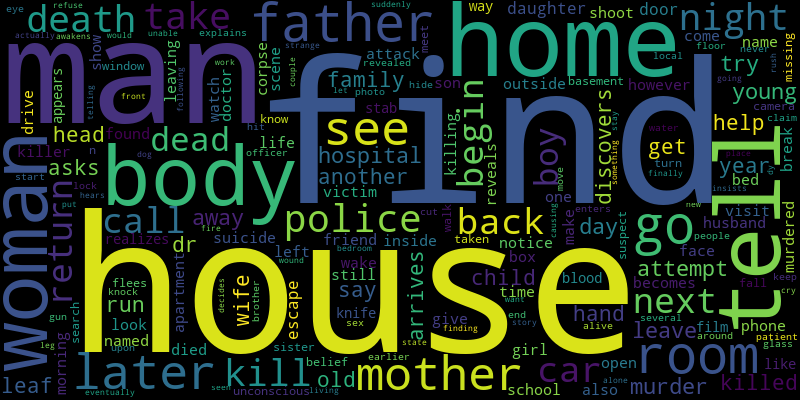 eye
refuse
death
take
father
suddenly
way
daughter
shoot
door
night
actually
awakens
would
unable
explains
strange
home
meet
come
name
missing
man
show
window
leaving
corpse
scene
attack
revealed
local
floor
never
going
rush
drive
appears
telling
front
following
watch
doctor
work
couple
family
let
photo
hide
son
outside
basement
however
try
young
camera
claim
head
found
dead
know
see
stab
find
killing
begin
reveals
boy
discovers
something
stay
water
get
help
killer
n
officer
hit
life
hospital
another
turn
finally
year
place
break
asks
start
dog
lock
hears
body
victim
one
move
bed
insists
dy
tell
woman
return
put
call
away
fire
police
cut
walk
back
enters
day
new
visit
husband
murdered
realizes
dr
suicide
friend
inside
taken
notice
causing
make
suspect
go
people
face
left
bedroom
wake
arrives
box
child
blood
attempt
becomes
fall
keep
cry
flees
knock
run
apartment
decides
wife
brother
wound
escape
still
say
knife
sex
give
time
want
hand
next
several
film
phone
gun
search
look
named
house
finding
end
story
alive
leave
around
patient
glass
leg
morning
upon
died
sister
belief
earlier
state
girl
open
room
like
leaf
later
kill
old
mother
car
murder
killed
eventually
seen
unconscious
living
school
also
alone